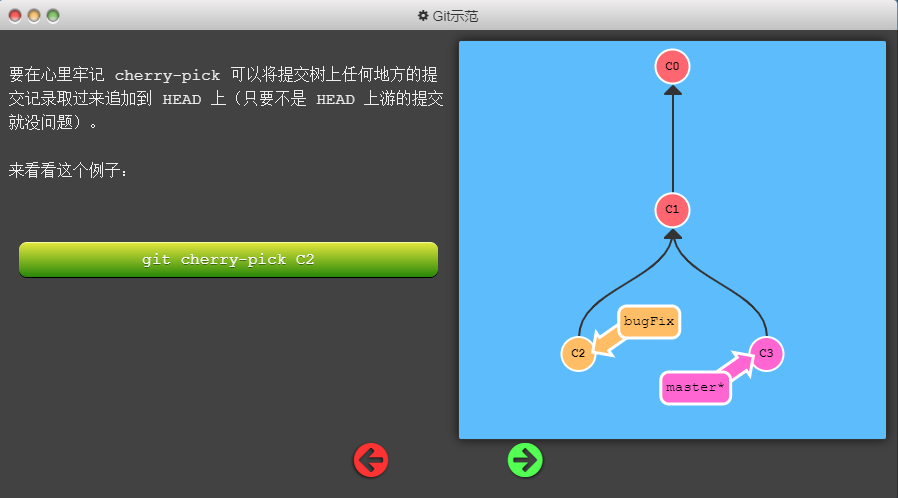 Git示范
要在心里牢记 cherry-pick 可以将提交树上任何地方的提
交记录取过来追加到 HEAD 上（只要不是 HEAD 上游的提交
就没问题）。
来看看这个例子：
git cherry-pick C2
C0
C1
bugFix
C2
C3
master*